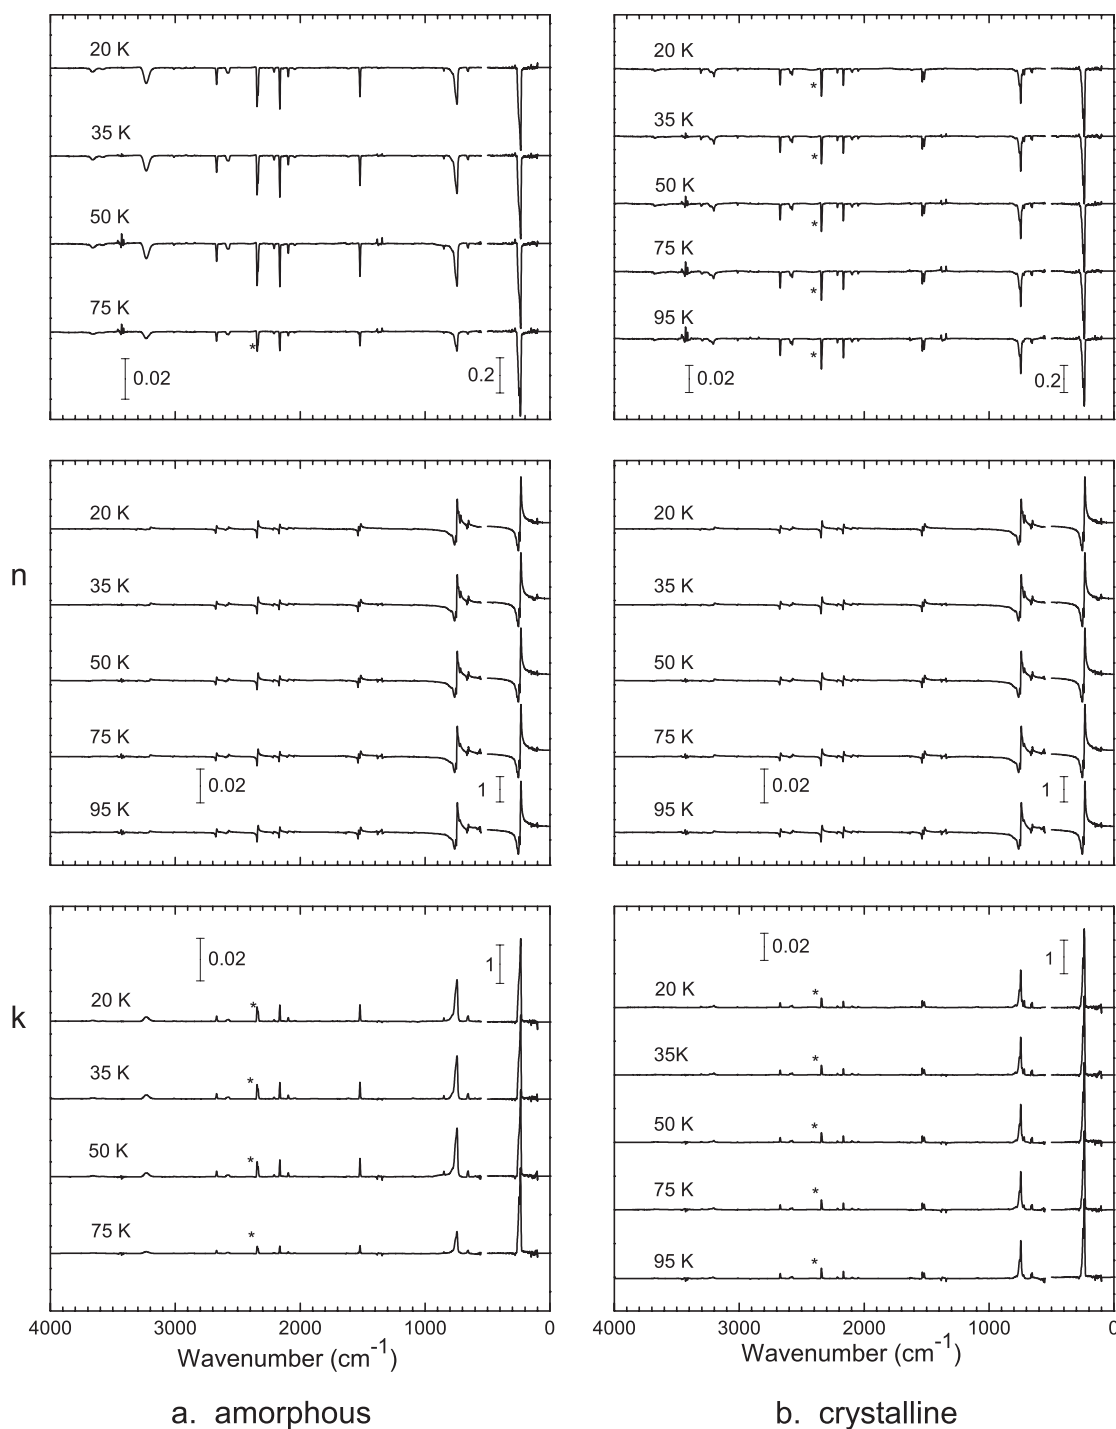 20 K
35 K
50 K
75 K
*
0.02
0.2
20 K
*
35 K
*
50 K
*
75 K
*
95 K
*
0.02
0.2
n
20 K
35 K
50 K
75 K
0.02
1
95 K
20 K
35 K
50 K
75 K
0.02
1
95 K
k
0.02
1
20 K
*
35 K
*
50 K
*
75 K
*
4000 3000 2000 1000 0
Wavenumber (cm-1)
0.02
1
20 K
*
35K
*
50 K
*
75 K
*
95 K
*
4000 3000 2000 1000 0
Wavenumber (cm-1)
a. amorphous
b. crystalline